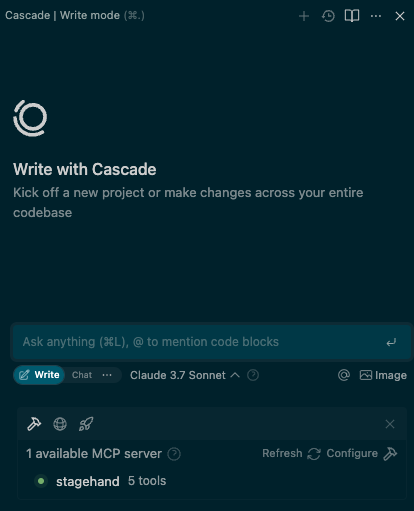 Cascade | Write mode (⌘.)
Write with Cascade
Kick off a new project or make changes across your entire
codebase
Ask anything (⌘L), @ to mention code blocks
Write Chat ··· Claude 3.7 Sonnet @ Image
1 available MCP server Refresh Configure
stagehand 5 tools